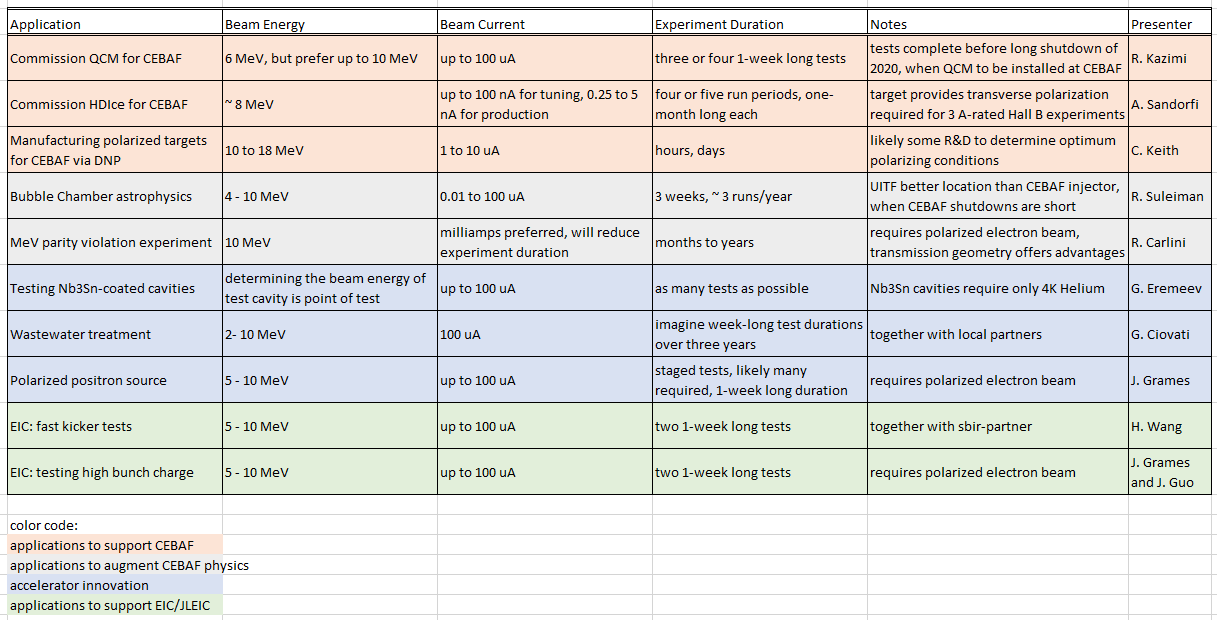 Application Beam Energy Beam Current Experiment Duration Notes Presenter
Commission QCM for CEBAF
6 MeV, but prefer up to 10 MeV
up to 100 uA
three or four 1-week long tests
tests complete before long shutdown of
2020, when QCM to be installed at CEBAF
R. Kazimi
Commission HDIce for CEBAF
~ 8 MeV
up to 100 nA for tuning, 0.25 to 5
nA for production
four or five run periods, one-
month long each
target provides transverse polarization
required for 3 A-rated Hall B experiments
A. Sandorfi
Manufacturing polarized targets
for CEBAF via DNP
10 to 18 MeV
1 to 10 uA
hours, days
likely some R&D to determine optimum
polarizing conditions
C. Keith
Bubble Chamber astrophysics
4 - 10 MeV
0.01 to 100 uA
3 weeks, ~ 3 runs/year
UITF better location than CEBAF injector,
when CEBAF shutdowns are short
R. Suleiman
MeV parity violation experiment
10 MeV
milliamps preferred, will reduce
experiment duration
months to years
requires polarized electron beam,
transmission geometry offers advantages
R. Carlini
Testing Nb3Sn-coated cavities
determining the beam energy of
test cavity is point of test
up to 100 uA
as many tests as possible
Nb3Sn cavities require only 4K Helium
G. Eremeev
Wastewater treatment
2- 10 MeV
100 uA
imagine week-long test durations
over three years
together with local partners
G. Ciovati
Polarized positron source
5 - 10 MeV
up to 100 uA
staged tests, likely many
required, 1-week long duration
requires polarized electron beam
J. Grames
EIC: fast kicker tests
5 - 10 MeV
up to 100 uA
two 1-week long tests
together with sbir-partner
H. Wang
EIC: testing high bunch charge
5 - 10 MeV
up to 100 uA
two 1-week long tests
requires polarized electron beam
J. Grames
and J. Guo
color code:
applications to support CEBAF
applications to augment CEBAF physics
accelerator innovation
applications to support EIC/JLEIC